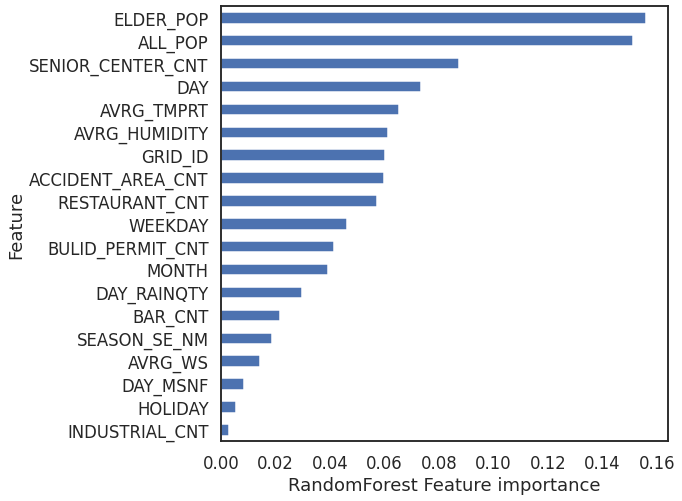 ELDER_POP
ALL_POP
SENIOR_CENTER_CNT
DAY
AVRG_TMPRT
AVRG_HUMIDITY
GRID_ID
ACCIDENT_AREA_CNT
RESTAURANT_CNT
WEEKDAY
BULID_PERMIT_CNT
MONTH
DAY_RAINQTY
BAR_CNT
SEASON_SE_NM
AVRG_WS
DAY_MSNF
HOLIDAY
INDUSTRIAL_CNT
Feature
0.00 0.02 0.04 0.06 0.08 0.10 0.12 0.14 0.16
RandomForest Feature importance